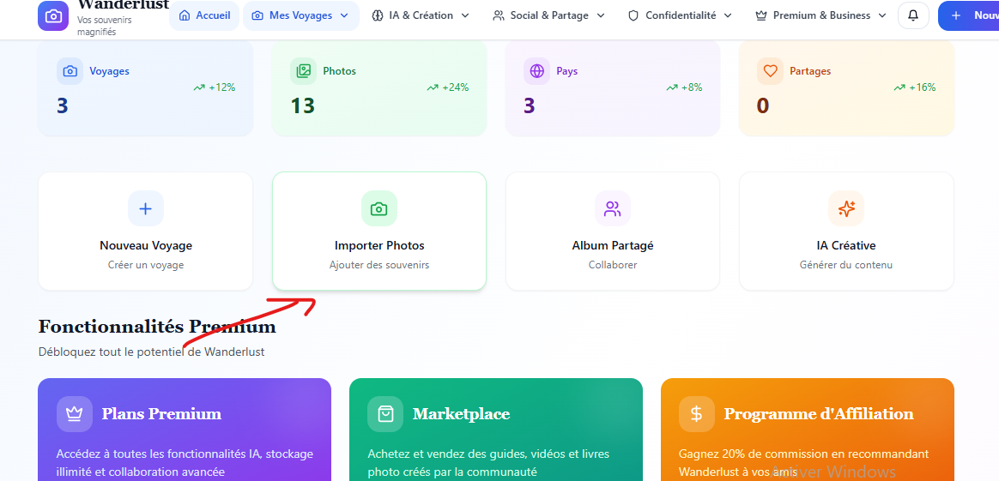 Wanderlust
Vos souvenirs
magnifiés
Accueil
Mes Voyages
IA & Création
Social & Partage
Confidentialité
Premium & Business
Nouv
Voyages
+12%
3
Photos
+24%
13
Pays
+8%
3
Partages
+16%
0
Nouveau Voyage
Créer un voyage
Importer Photos
Ajouter des souvenirs
Album Partagé
Collaborer
IA Créative
Générer du contenu
Fonctionnalités Premium
Débloquez tout le potentiel de Wanderlust
Plans Premium
Accédez à toutes les fonctionnalités IA, stockage
illimité et collaboration avancée
Marketplace
Achetez et vendez des guides, vidéos et livres
photo créés par la communauté
Programme d'Affiliation
Gagnez 20% de commission en recommandant
Wanderlust à vos amis
Activer Windows